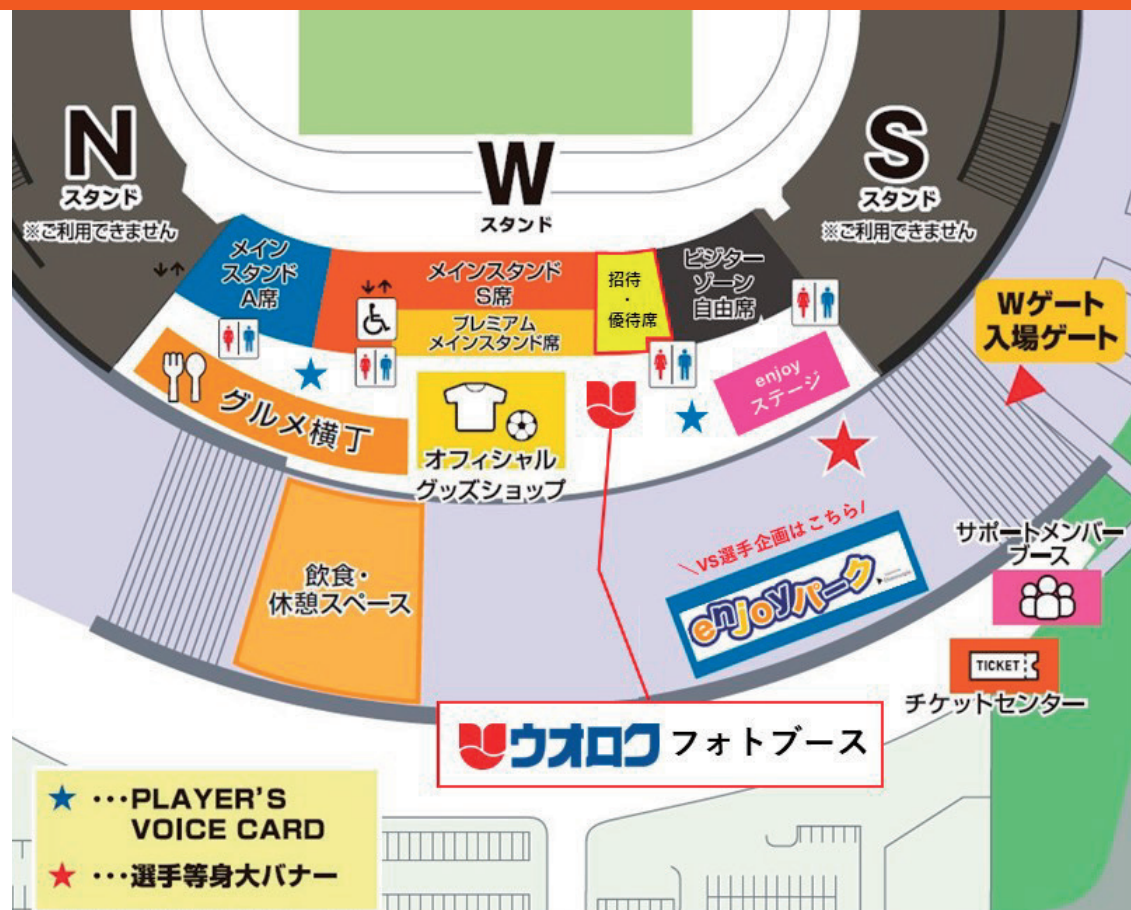 N
スタンド
※ご利用できません
W
スタンド
S
スタンド
※ご利用できません
メイン
スタンド
A席
メインスタンド
S席
プレミアム
メインスタンド席
招待
・
優待席
ビジター
ゾーン
自由席
Wゲート
入場ゲート
enjoy
ステージ
グルメ横丁
オフィシャル
グッズショップ
飲食・
休憩スペース
\VS選手企画はこちら/
enjoyパーク
サポートメンバー
ブース
TICKET
チケットセンター
ウオロク フォトブース
★ …PLAYER'S
VOICE CARD
★ …選手等身大バナー